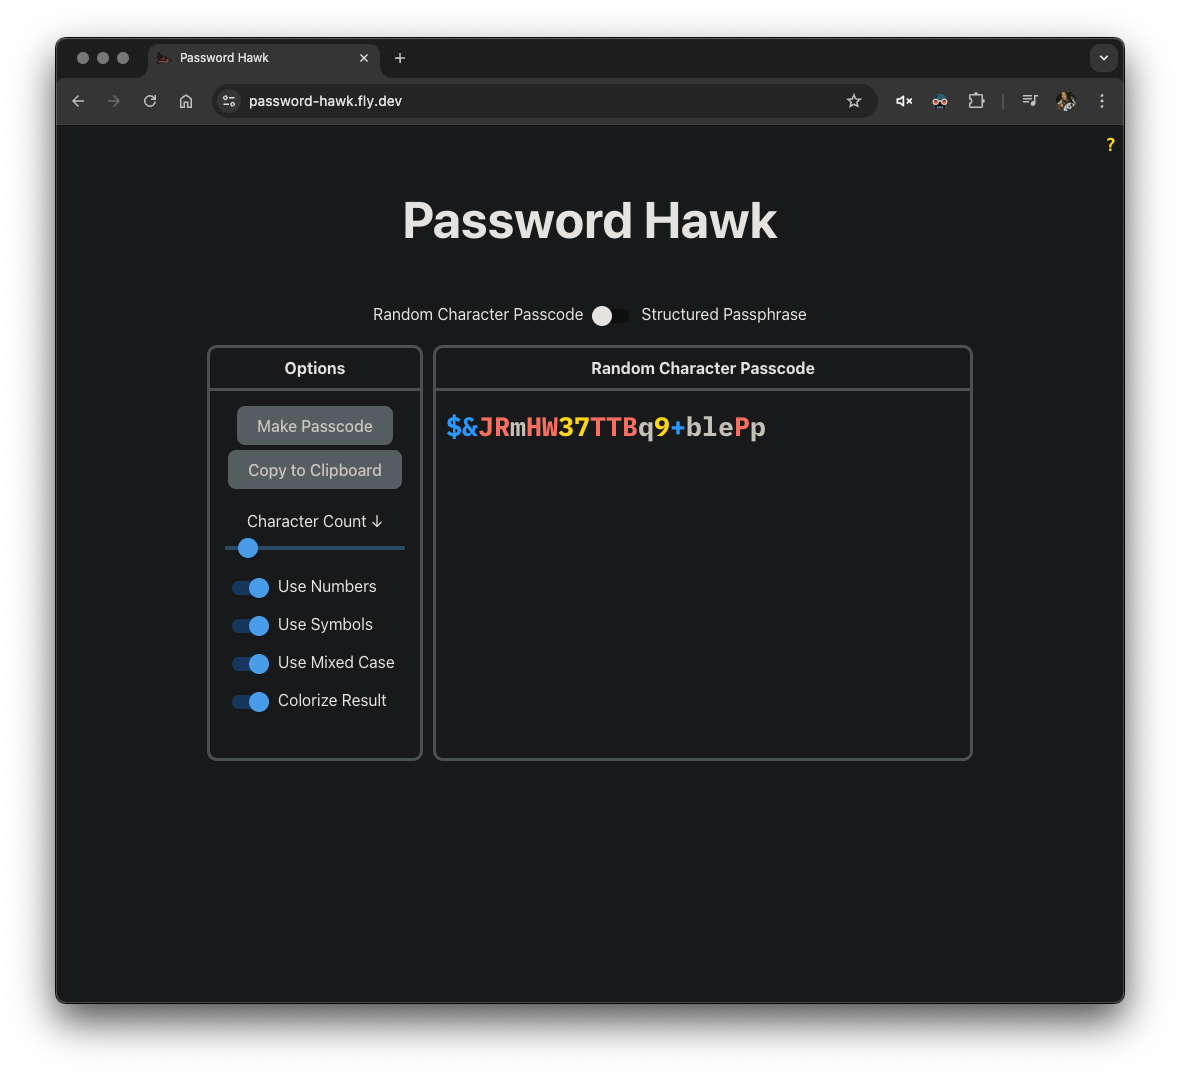 Password Hawk
password-hawk.fly.dev
?
Password Hawk
Random Character Passcode Structured Passphrase
Options
Make Passcode
Copy to Clipboard
Character Count ↓
Use Numbers
Use Symbols
Use Mixed Case
Colorize Result
Random Character Passcode
$&JRmHW37TTBq9+blePp